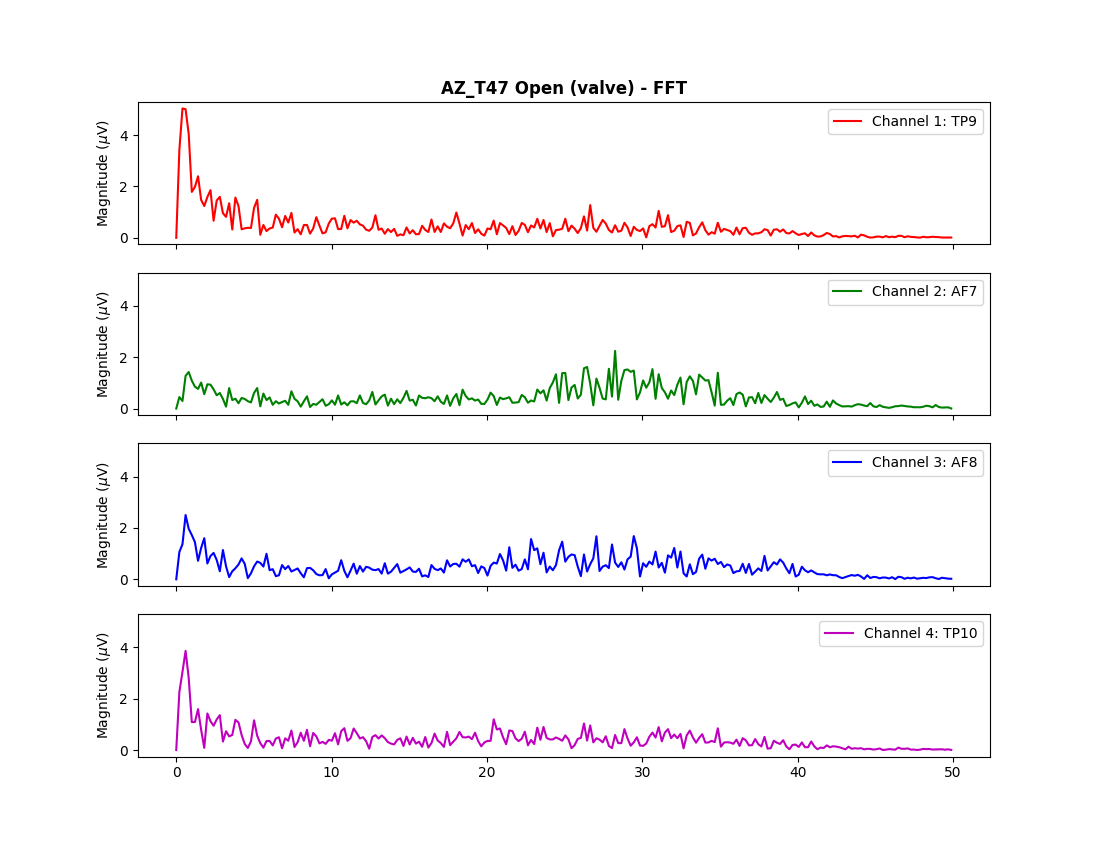 AZ_T47 Open (valve) - FFT
Magnitude (μV)
4
2
0
Channel 1: TP9
Magnitude (μV)
4
2
0
Channel 2: AF7
Magnitude (μV)
4
2
0
Channel 3: AF8
Magnitude (μV)
4
2
0
Channel 4: TP10
0 10 20 30 40 50